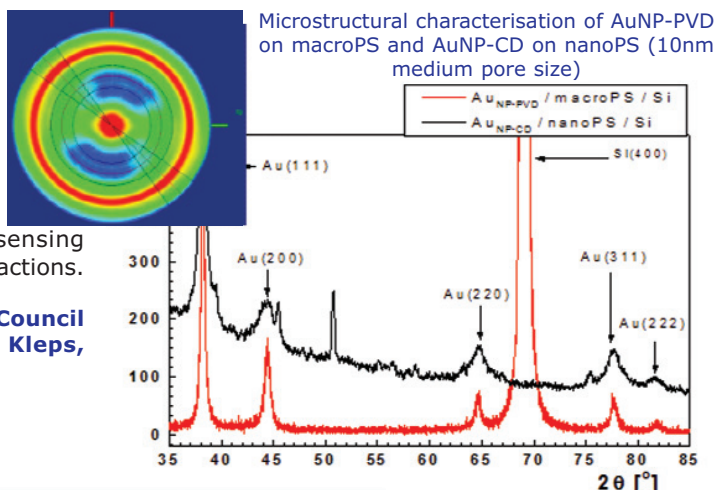 Microstructural characterisation of AuNP-PVD
on macroPS and AuNP-CD on nanoPS (10nm
medium pore size)
Au NP-PVD / macroPS / Si
Au NP-CD / nanoPS / Si
Au(111)
Si(400)
sensing
actions.
Council
Kleps,
Au(200)
Au(220)
Au(311)
Au(222)
300
200
100
0
35 40 45 50 55 60 65 70 75 80 85
2θ [°]